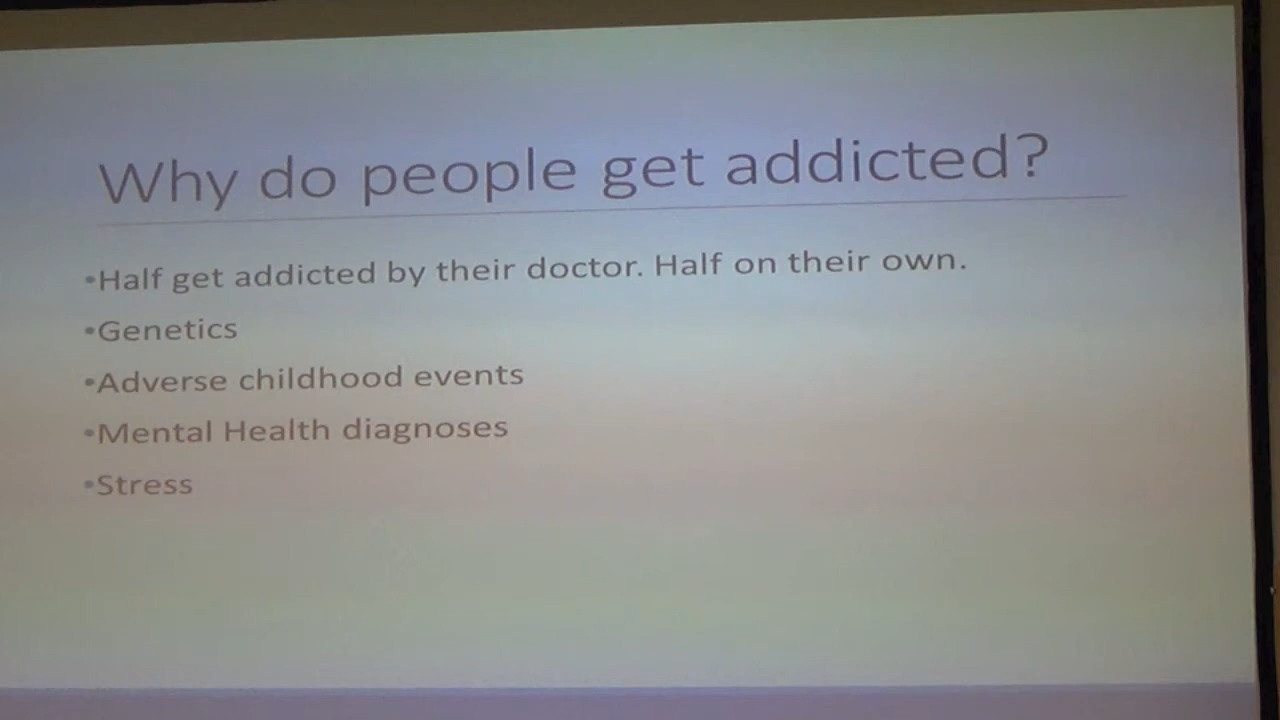 Why do people get addicted?
•Half get addicted by their doctor. Half on their own.
•Genetics
•Adverse childhood events
•Mental Health diagnoses
•Stress